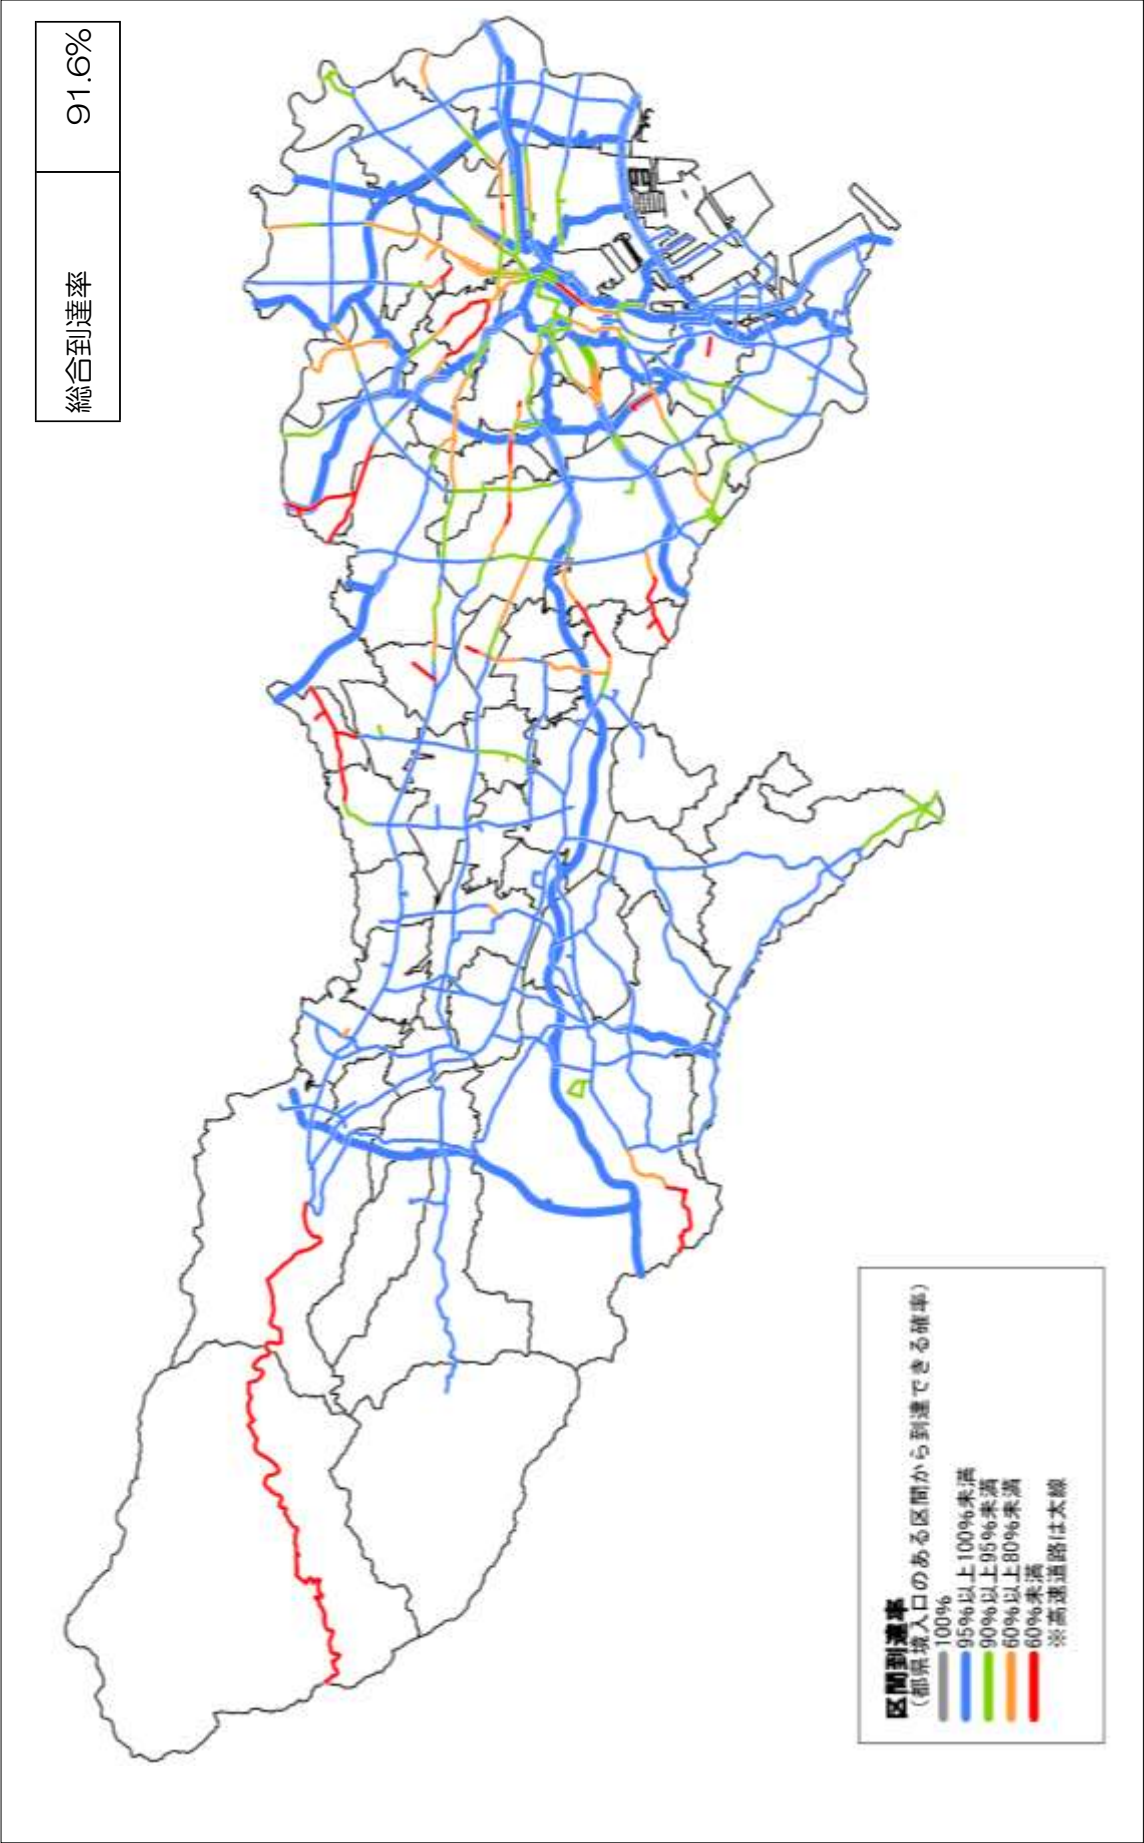 総合到達率 91.6%
区間到達率
(都県境入口のある区間から到達できる確率)
100%
95%以上100%未満
90%以上95%未満
60%以上80%未満
60%未満
※高速道路は太線